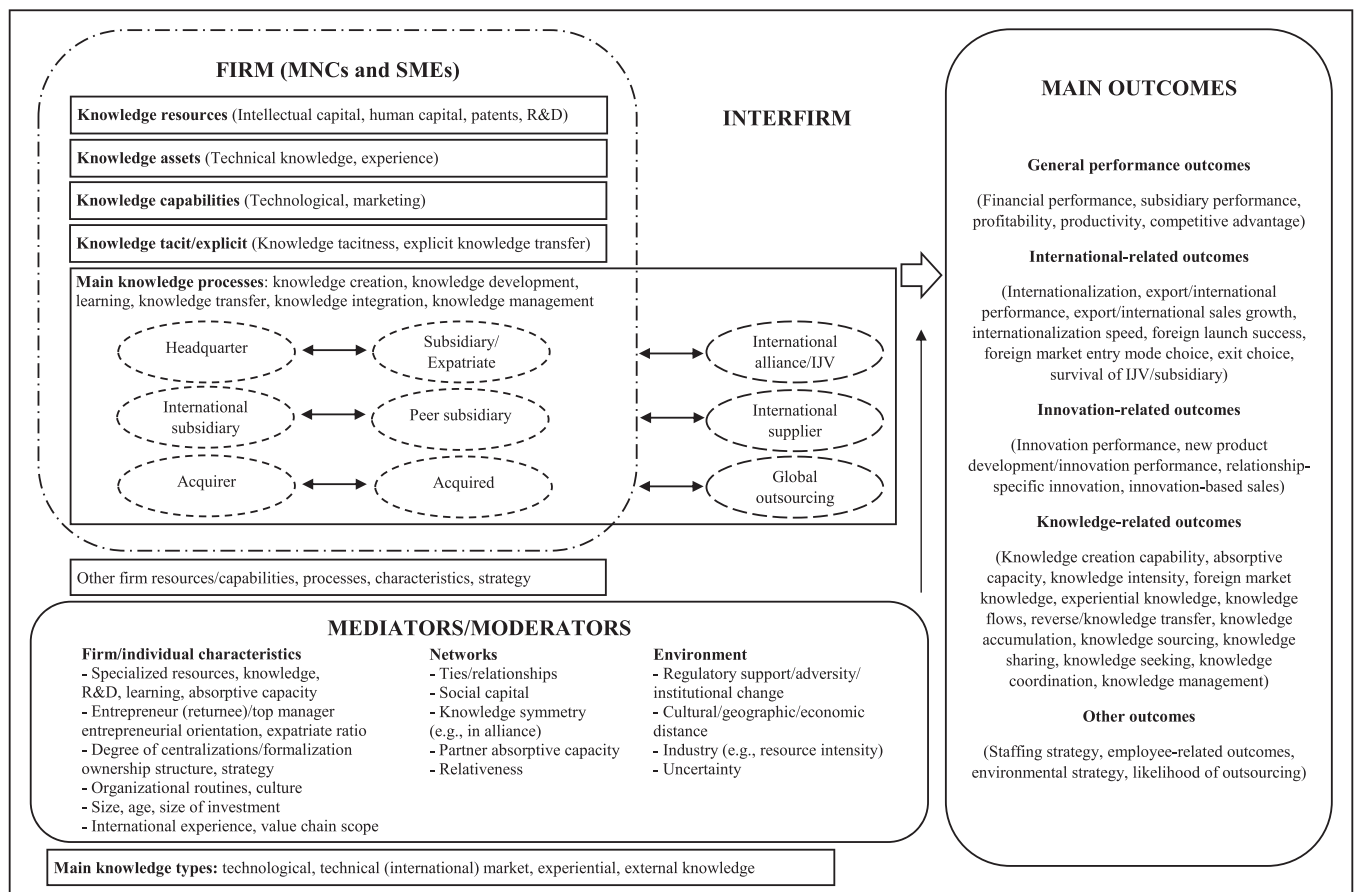 FIRM (MNCs and SMEs)
Knowledge resources (Intellectual capital, human capital, patents, R&D)
Knowledge assets (Technical knowledge, experience)
Knowledge capabilities (Technological, marketing)
Knowledge tacit/explicit (Knowledge tacitness, explicit knowledge transfer)
Main knowledge processes: knowledge creation, knowledge development,
learning, knowledge transfer, knowledge integration, knowledge management
Headquarter
Subsidiary/
Expatriate
International
subsidiary
Peer subsidiary
Acquirer
Acquired
INTERFIRM
International
alliance/IJV
International
supplier
Global
outsourcing
Other firm resources/capabilities, processes, characteristics, strategy
MEDIATORS/MODERATORS
Firm/individual characteristics
- Specialized resources, knowledge,
R&D, learning, absorptive capacity
- Entrepreneur (returnee)/top manager
entrepreneurial orientation, expatriate ratio
- Degree of centralizations/formalization
ownership structure, strategy
- Organizational routines, culture
- Size, age, size of investment
- International experience, value chain scope
Networks
- Ties/relationships
- Social capital
- Knowledge symmetry
(e.g., in alliance)
- Partner absorptive capacity
- Relativeness
Environment
- Regulatory support/adversity/
institutional change
- Cultural/geographic/economic
distance
- Industry (e.g., resource intensity)
- Uncertainty
Main knowledge types: technological, technical (international) market, experiential, external knowledge
MAIN OUTCOMES
General performance outcomes
(Financial performance, subsidiary performance,
profitability, productivity, competitive advantage)
International-related outcomes
(Internationalization, export/international
performance, export/international sales growth,
internationalization speed, foreign launch success,
foreign market entry mode choice, exit choice,
survival of IJV/subsidiary)
Innovation-related outcomes
(Innovation performance, new product
development/innovation performance, relationship-
specific innovation, innovation-based sales)
Knowledge-related outcomes
(Knowledge creation capability, absorptive
capacity, knowledge intensity, foreign market
knowledge, experiential knowledge, knowledge
flows, reverse/knowledge transfer, knowledge
accumulation, knowledge sourcing, knowledge
sharing, knowledge seeking, knowledge
coordination, knowledge management)
Other outcomes
(Staffing strategy, employee-related outcomes,
environmental strategy, likelihood of outsourcing)